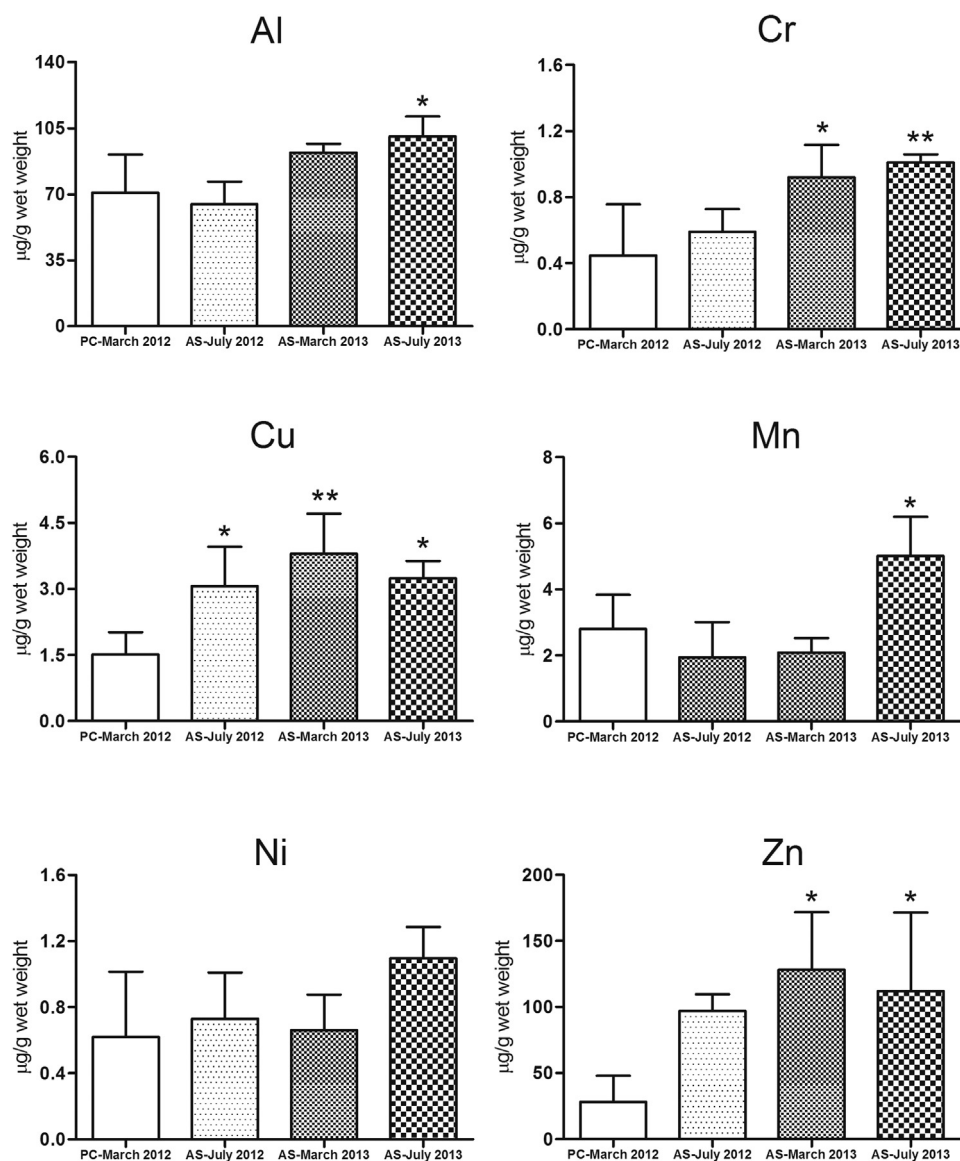 Al
140
105
70
35
0
µg/g wet weight
*
PC-March 2012 AS-July 2012 AS-March 2013 AS-July 2013
Cr
1.6
1.2
0.8
0.4
0.0
µg/g wet weight
* **
PC-March 2012 AS-July 2012 AS-March 2013 AS-July 2013
Cu
6.0
4.5
3.0
1.5
0.0
µg/g wet weight
* ** *
PC-March 2012 AS-July 2012 AS-March 2013 AS-July 2013
Mn
8
6
4
2
0
µg/g wet weight
*
PC-March 2012 AS-July 2012 AS-March 2013 AS-July 2013
Ni
1.6
1.2
0.8
0.4
0.0
µg/g wet weight
PC-March 2012 AS-July 2012 AS-March 2013 AS-July 2013
Zn
200
150
100
50
0
µg/g wet weight
* *
PC-March 2012 AS-July 2012 AS-March 2013 AS-July 2013